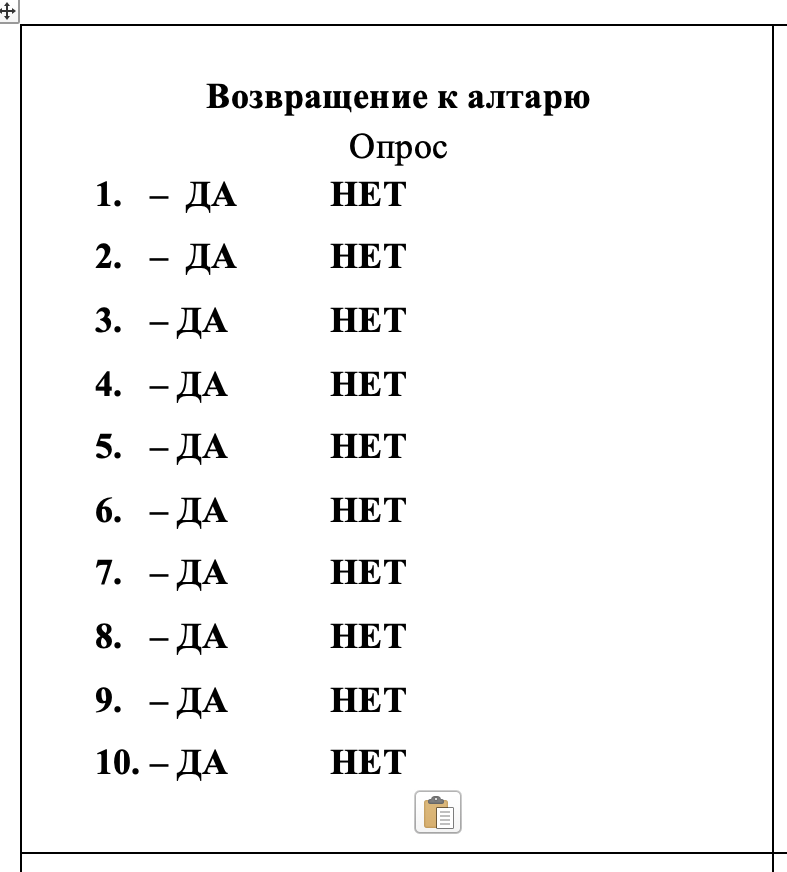 Возвращение к алтарю
Опрос
1. – ДА НЕТ
2. – ДА НЕТ
3. – ДА НЕТ
4. – ДА НЕТ
5. – ДА НЕТ
6. – ДА НЕТ
7. – ДА НЕТ
8. – ДА НЕТ
9. – ДА НЕТ
10. – ДА НЕТ